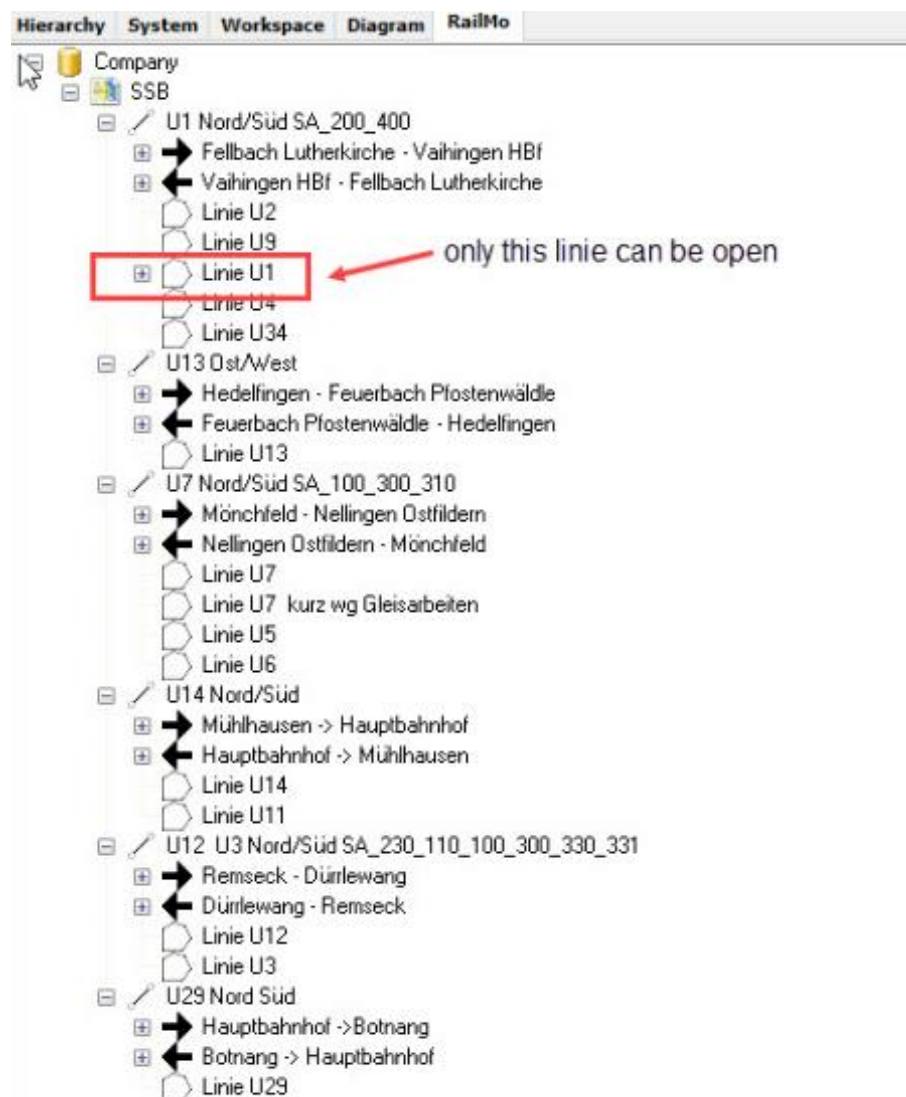 Hierarchy System Workspace Diagram RailMo
Company
SSB
U1 Nord/Süd SA_200_400
Fellbach Lutherkirche - Vaihingen HBf
Vaihingen HBf - Fellbach Lutherkirche
Linie U2
Linie U9
only this linie can be open
Linie U1
Linie U4
Linie U34
U13 Ost/West
Hedelfingen - Feuerbach Pfostenwäldle
Feuerbach Pfostenwäldle - Hedelfingen
Linie U13
U7 Nord/Süd SA_100_300_310
Mönchfeld - Nellingen Ostfildern
Nellingen Ostfildern - Mönchfeld
Linie U7
Linie U7 kurz wg Gleisarbeiten
Linie U5
Linie U6
U14 Nord/Süd
Mühlhausen -> Hauptbahnhof
Hauptbahnhof -> Mühlhausen
Linie U14
Linie U11
U12 U3 Nord/Süd SA_230_110_100_300_330_331
Remseck - Dürrlewang
Dürrlewang - Remseck
Linie U12
Linie U3
U29 Nord Süd
Hauptbahnhof ->Botnang
Botnang -> Hauptbahnhof
Linie U29